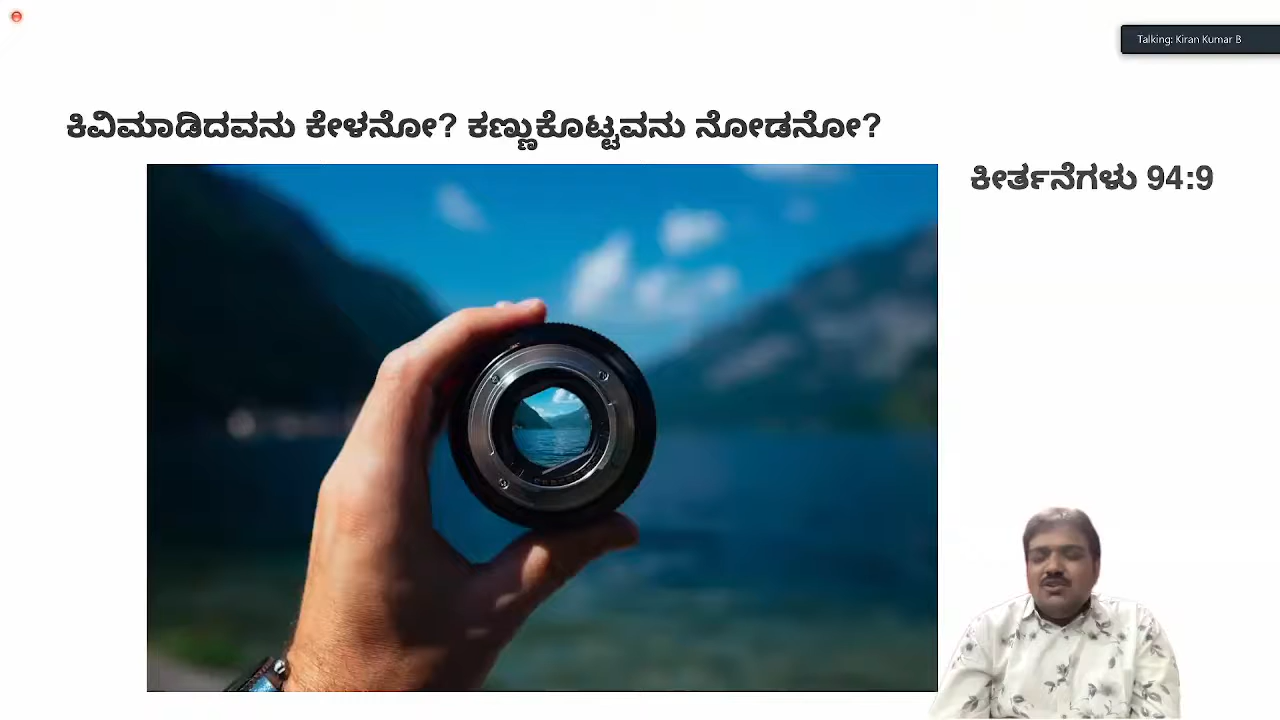 Talking: Kiran Kumar B
ಕಿವಿಮಾಡಿದವನು ಕೇಳನೋ? ಕಣ್ಣುಕೊಟ್ಟವನು ನೋಡನೋ?
ಕೀರ್ತನೆಗಳು 94:9